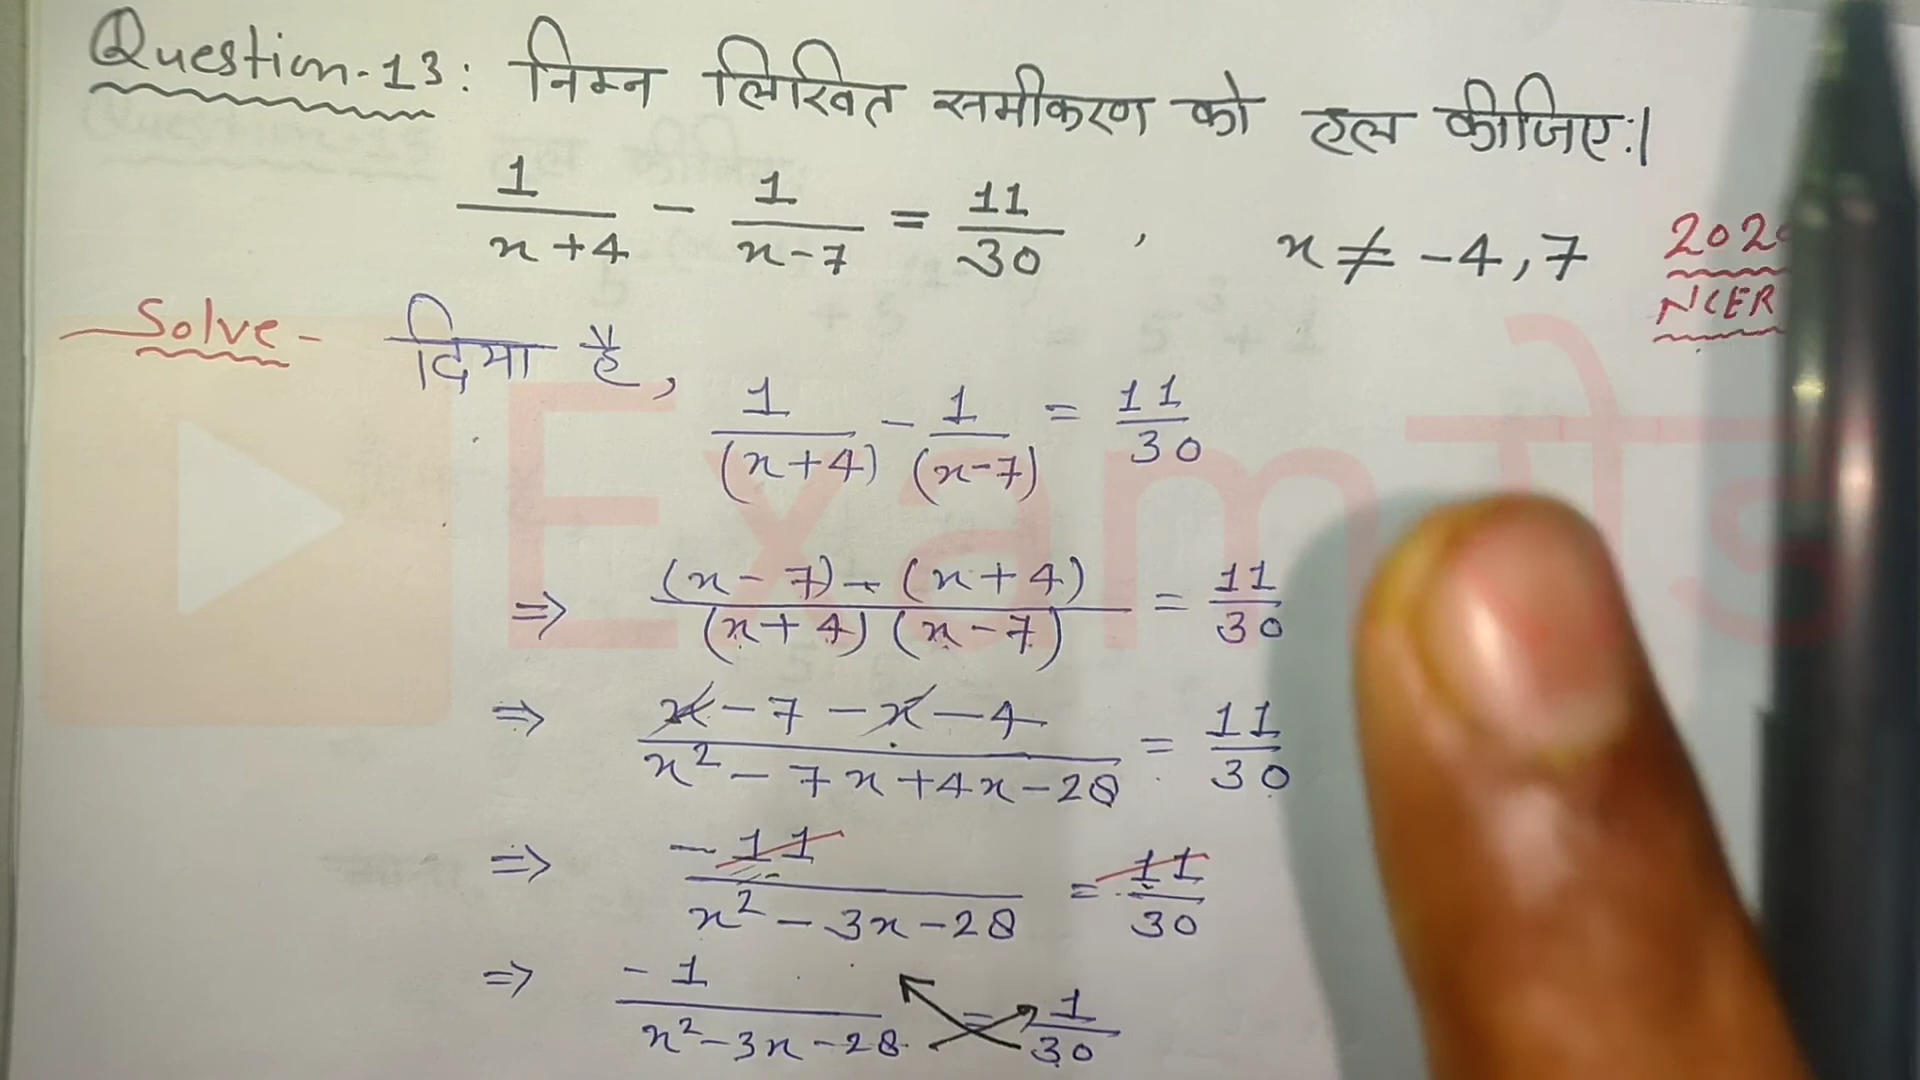 Question-13: निम्न लिखित समीकरण को हल कीजिए:।
1/(x+4) - 1/(x-7) = 11/30 , x ≠ -4, 7
Solve - दिया है,
1/(x+4) - 1/(x-7) = 11/30
⇒ ((x-7) - (x+4))/((x+4)(x-7)) = 11/30
⇒ (x - 7 - x - 4)/(x² - 7x + 4x - 28) = 11/30
⇒ -11/(x² - 3x - 28) = 11/30
⇒ -1/(x² - 3x - 28) = 1/30